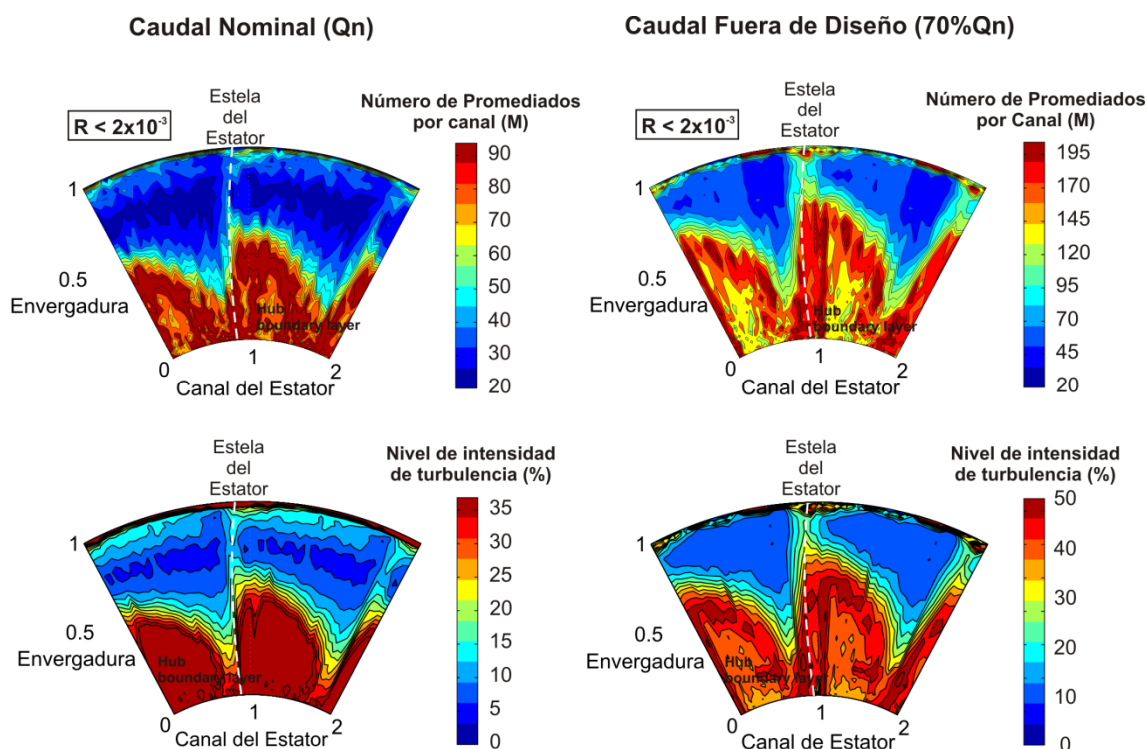 Caudal Nominal (Qn)
Caudal Fuera de Diseño (70%Qn)
R < 2x10⁻³
Estela
del
Estator
Número de Promediados
por canal (M)
90
80
70
60
50
40
30
20
1
0.5
Envergadura
Hub
boundary layer
0
1
2
Canal del Estator
R < 2x10⁻³
Estela
del
Estator
Número de Promediados
por Canal (M)
195
170
145
120
95
70
45
20
1
0.5
Envergadura
Hub
boundary layer
0
1
2
Canal del Estator
Estela
del
Estator
Nivel de intensidad
de turbulencia (%)
35
30
25
20
15
10
5
0
1
0.5
Envergadura
Hub
boundary layer
0
1
2
Canal del Estator
Estela
del
Estator
Nivel de intensidad
de turbulencia (%)
50
40
30
20
10
0
1
0.5
Envergadura
Hub
boundary layer
0
1
2
Canal de Estator